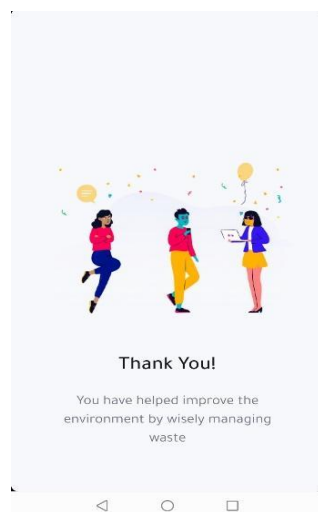 Thank You!
You have helped improve the
environment by wisely managing
waste